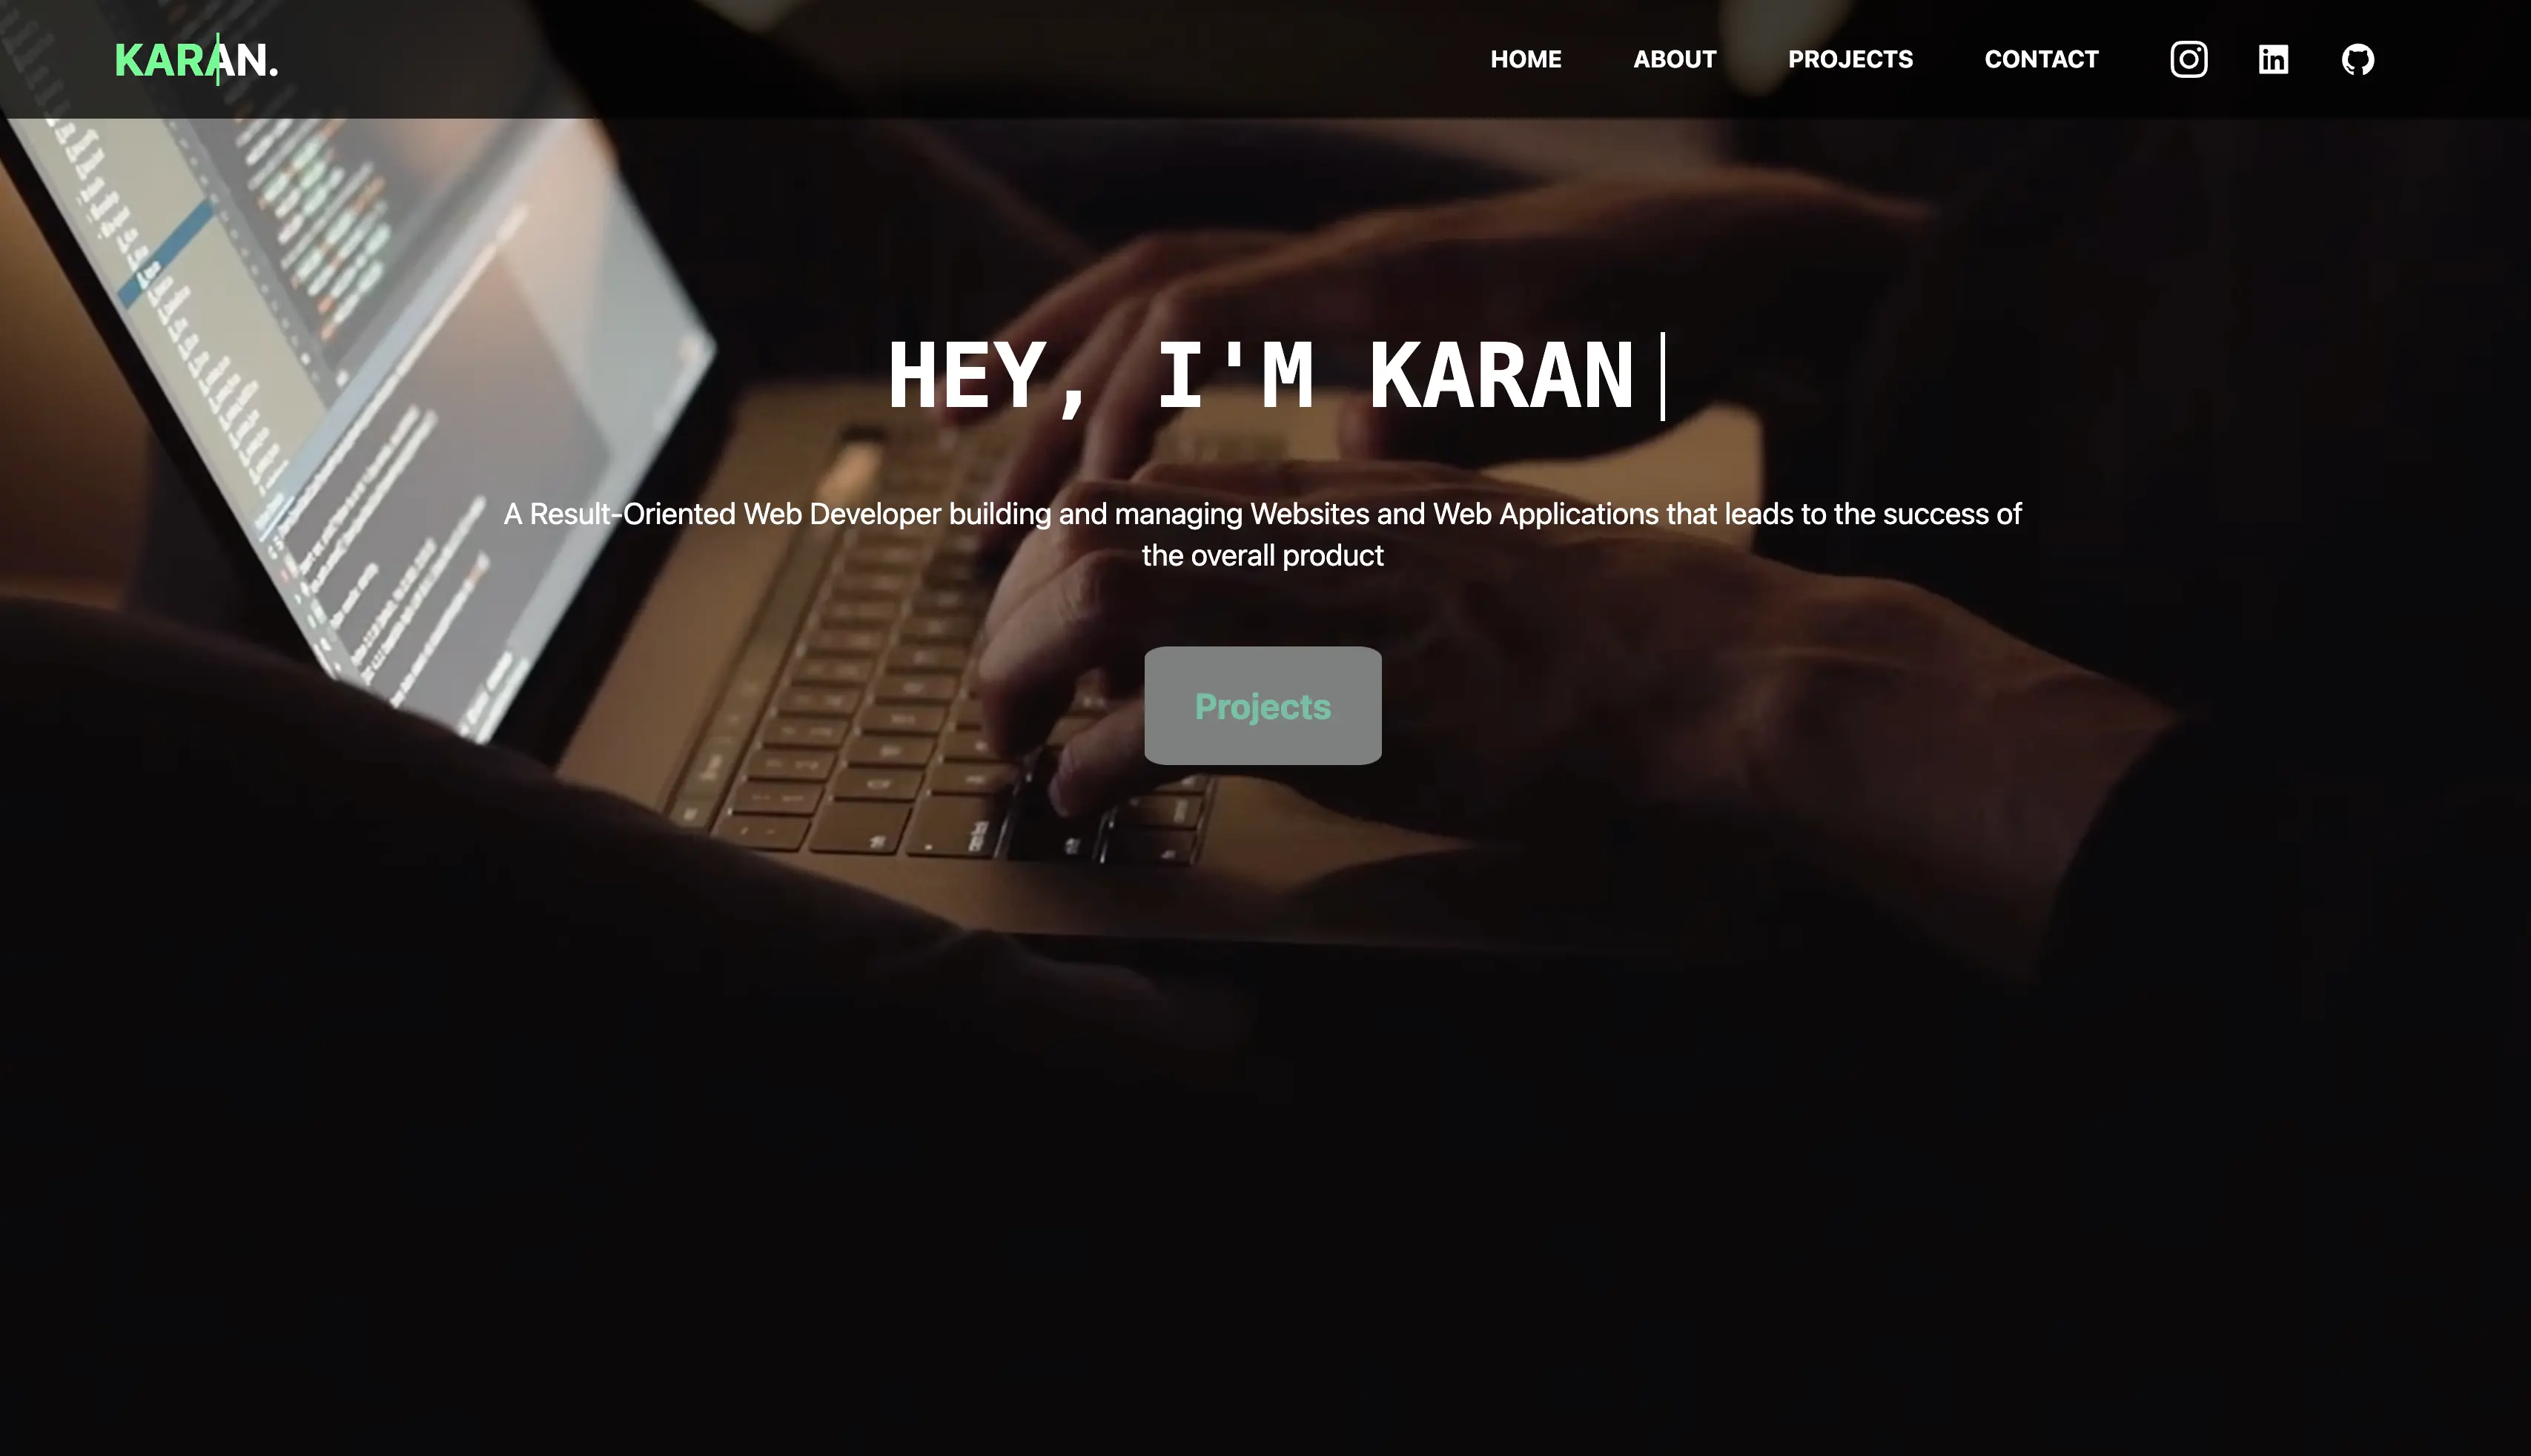 KARAN.
HOME ABOUT PROJECTS CONTACT
HEY, I'M KARAN
A Result-Oriented Web Developer building and managing Websites and Web Applications that leads to the success of
the overall product
Projects